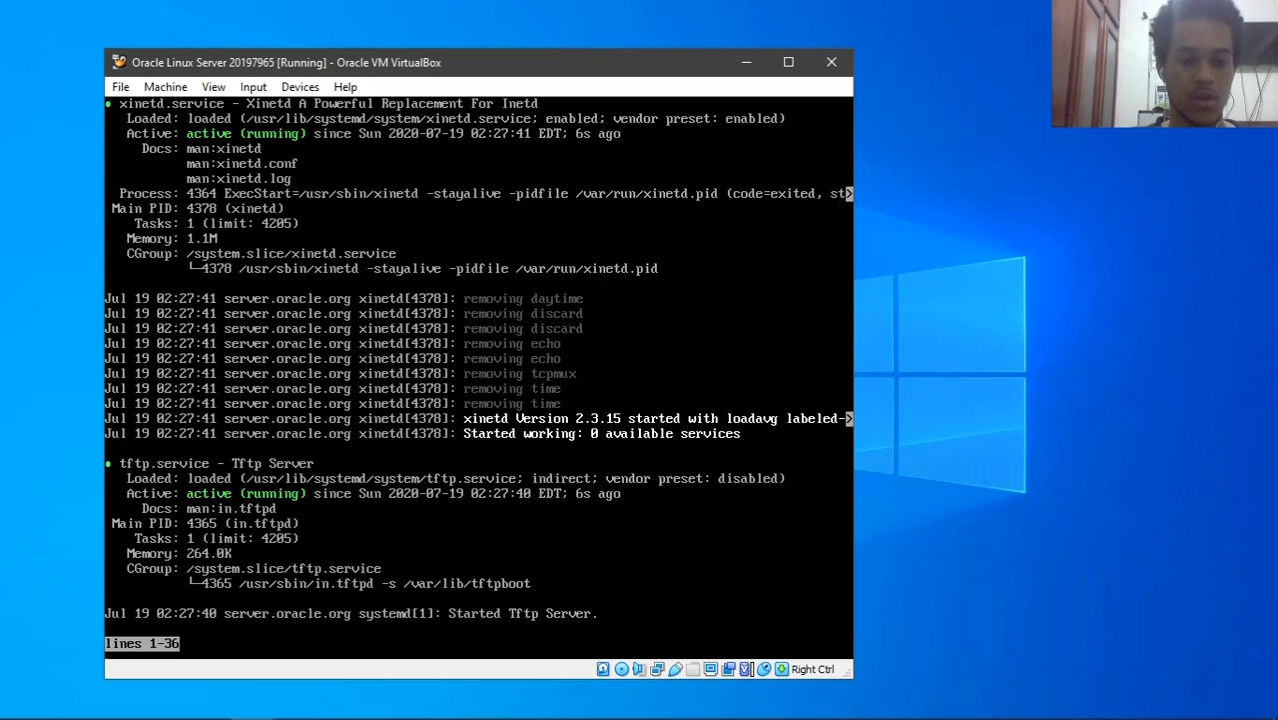 Oracle Linux Server 20197965 [Running] - Oracle VM VirtualBox
File Machine View Input Devices Help
● xinetd.service - Xinetd A Powerful Replacement For Inetd
Loaded: loaded (/usr/lib/systemd/system/xinetd.service; enabled; vendor preset: enabled)
Active: active (running) since Sun 2020-07-19 02:27:41 EDT; 6s ago
Docs: man:xinetd
man:xinetd.conf
man:xinetd.log
Process: 4364 ExecStart=/usr/sbin/xinetd -stayalive -pidfile /var/run/xinetd.pid (code=exited, st>
Main PID: 4378 (xinetd)
Tasks: 1 (limit: 4205)
Memory: 1.1M
CGroup: /system.slice/xinetd.service
└─4378 /usr/sbin/xinetd -stayalive -pidfile /var/run/xinetd.pid
Jul 19 02:27:41 server.oracle.org xinetd[4378]: removing daytime
Jul 19 02:27:41 server.oracle.org xinetd[4378]: removing discard
Jul 19 02:27:41 server.oracle.org xinetd[4378]: removing discard
Jul 19 02:27:41 server.oracle.org xinetd[4378]: removing echo
Jul 19 02:27:41 server.oracle.org xinetd[4378]: removing echo
Jul 19 02:27:41 server.oracle.org xinetd[4378]: removing tcpmux
Jul 19 02:27:41 server.oracle.org xinetd[4378]: removing time
Jul 19 02:27:41 server.oracle.org xinetd[4378]: removing time
Jul 19 02:27:41 server.oracle.org xinetd[4378]: xinetd Version 2.3.15 started with loadavg labeled->
Jul 19 02:27:41 server.oracle.org xinetd[4378]: Started working: 0 available services
● tftp.service - Tftp Server
Loaded: loaded (/usr/lib/systemd/system/tftp.service; indirect; vendor preset: disabled)
Active: active (running) since Sun 2020-07-19 02:27:40 EDT; 6s ago
Docs: man:in.tftpd
Main PID: 4365 (in.tftpd)
Tasks: 1 (limit: 4205)
Memory: 264.0K
CGroup: /system.slice/tftp.service
└─4365 /usr/sbin/in.tftpd -s /var/lib/tftpboot
Jul 19 02:27:40 server.oracle.org systemd[1]: Started Tftp Server.
lines 1-36
Right Ctrl